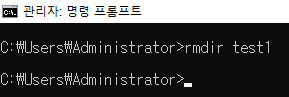 관리자: 명령 프롬프트
C:\Users\Administrator>rmdir test1
C:\Users\Administrator>